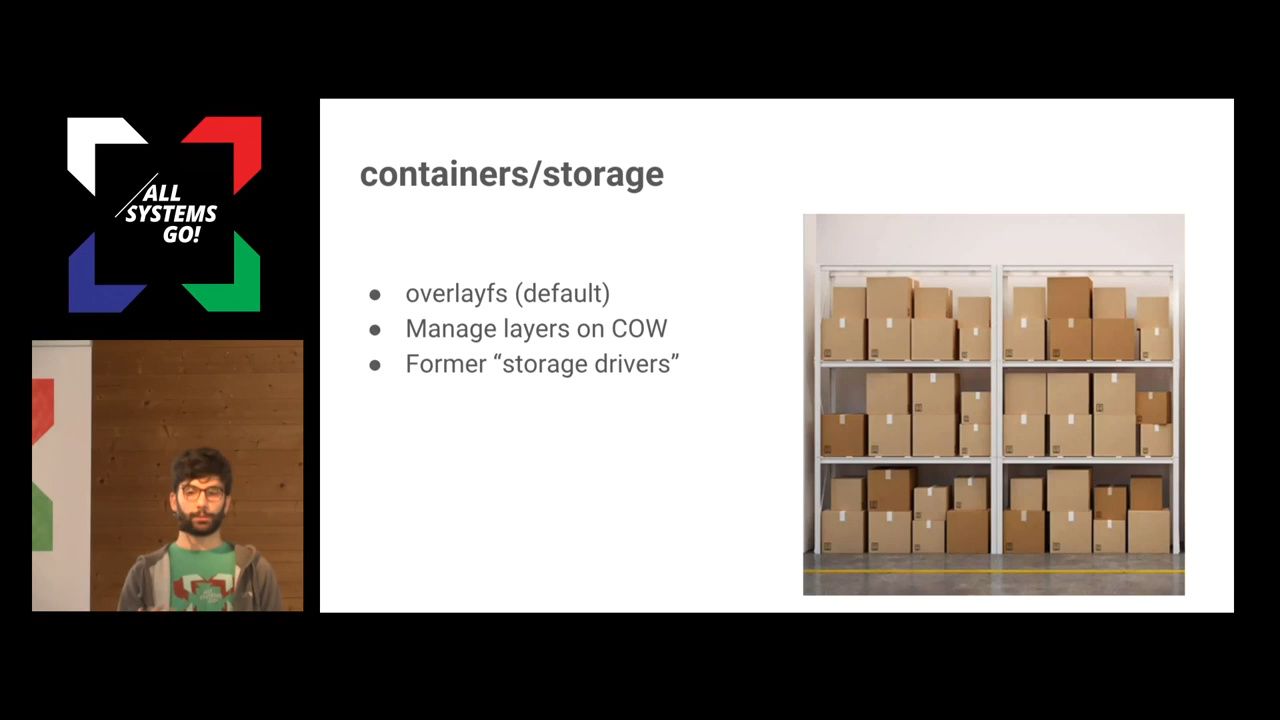 ALL
SYSTEMS
GO!
containers/storage
● overlayfs (default)
● Manage layers on COW
● Former “storage drivers”